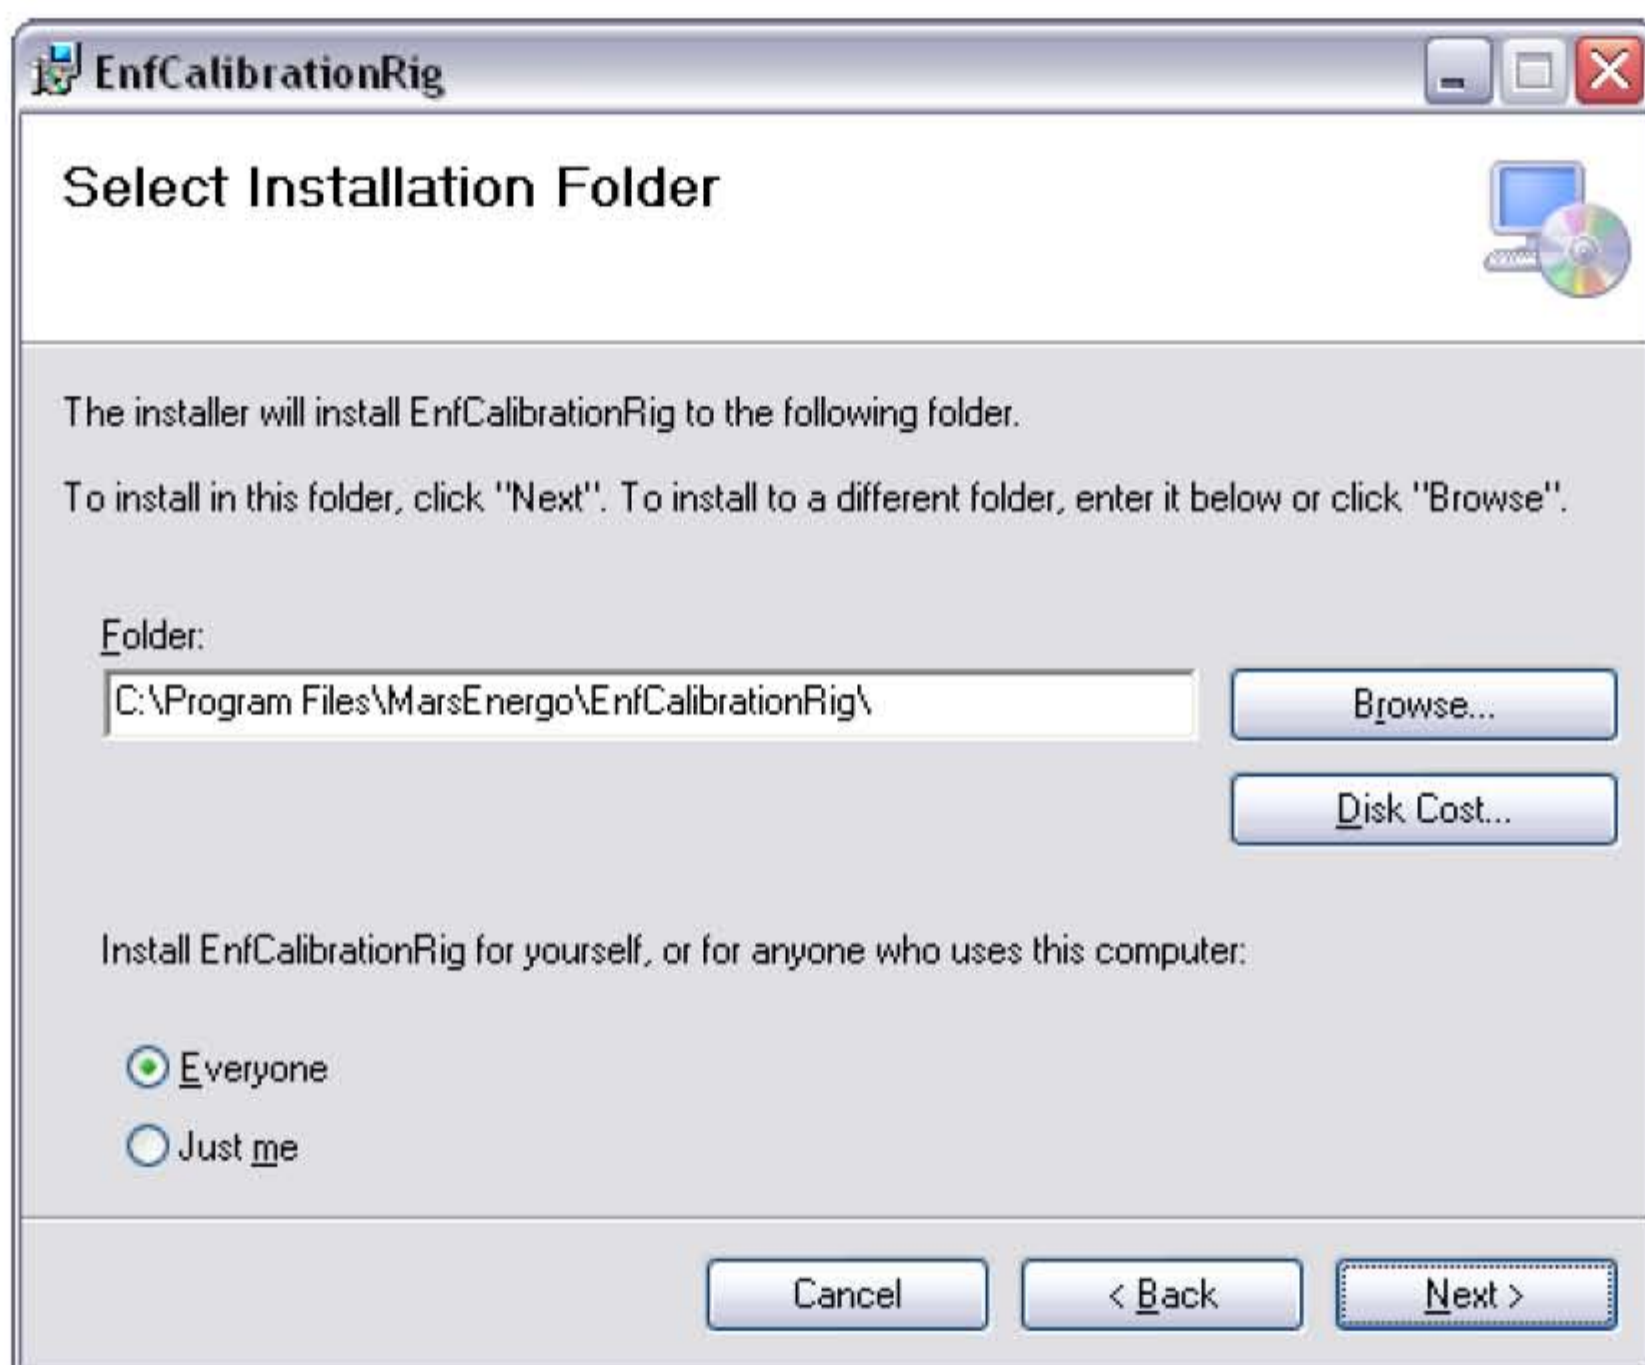 EnfCalibrationRig
Select Installation Folder
The installer will install EnfCalibrationRig to the following folder.
To install in this folder, click "Next". To install to a different folder, enter it below or click "Browse".
Folder:
C:\Program Files\MarsEnergo\EnfCalibrationRig\
Browse...
Disk Cost...
Install EnfCalibrationRig for yourself, or for anyone who uses this computer:
Everyone
Just me
Cancel
< Back
Next >